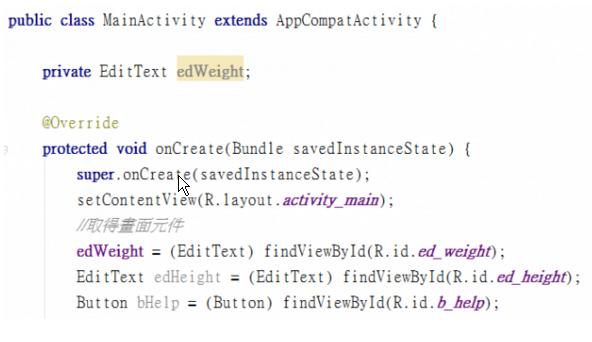 public class MainActivity extends AppCompatActivity {
private EditText edWeight;
@Override
protected void onCreate(Bundle savedInstanceState) {
super.onCreate(savedInstanceState);
setContentView(R.layout.activity_main);
//取得畫面元件
edWeight = (EditText) findViewById(R.id.ed_weight);
EditText edHeight = (EditText) findViewById(R.id.ed_height);
Button bHelp = (Button) findViewById(R.id.b_help);